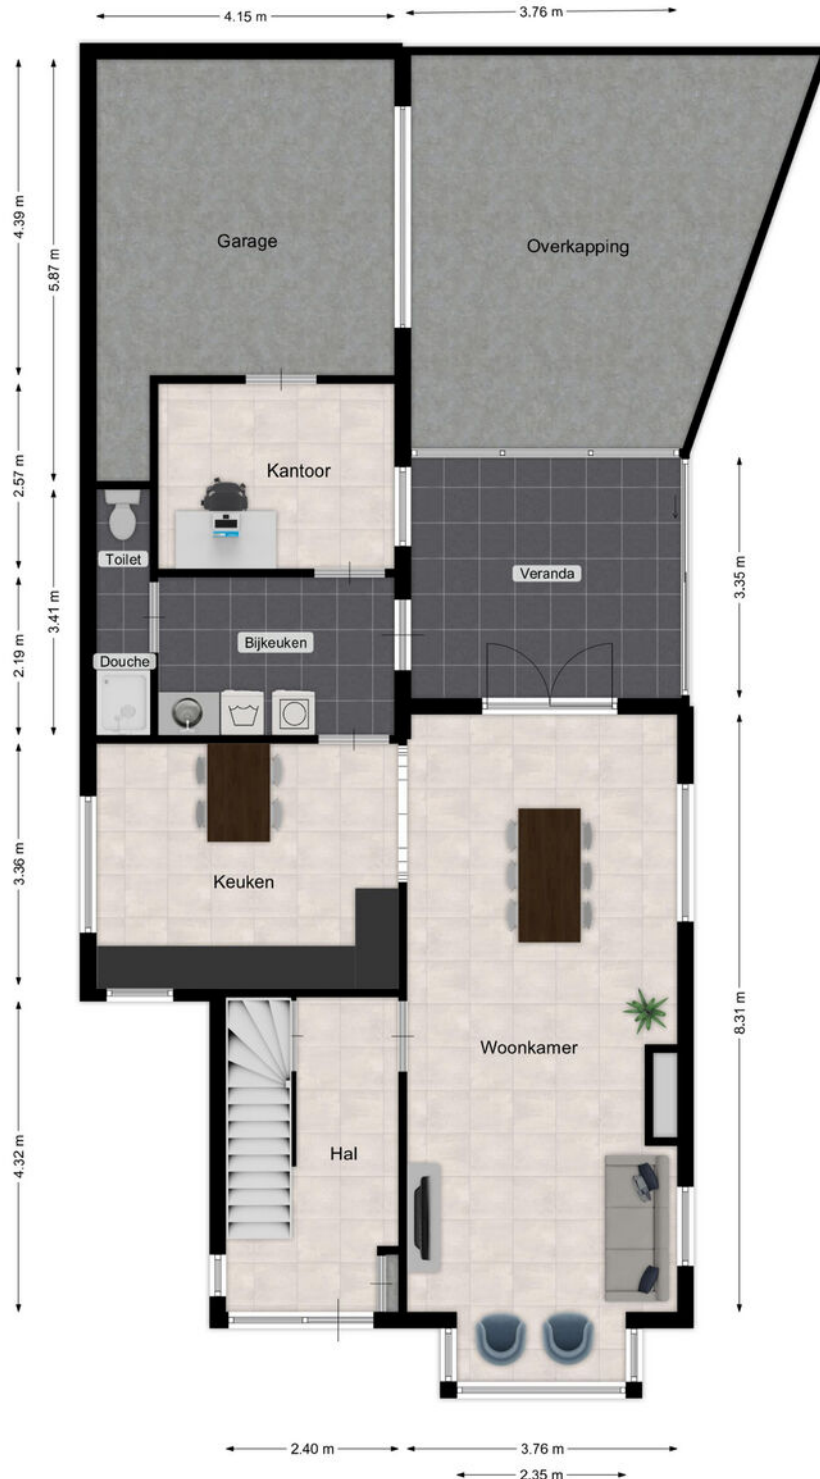 4.15 m
3.76 m
4.39 m
5.87 m
Garage
Overkapping
2.57 m
Kantoor
Toilet
Veranda
3.35 m
3.41 m
2.19 m
Bijkeuken
Douche
3.36 m
Keuken
8.31 m
Woonkamer
4.32 m
Hal
2.40 m
3.76 m
2.35 m